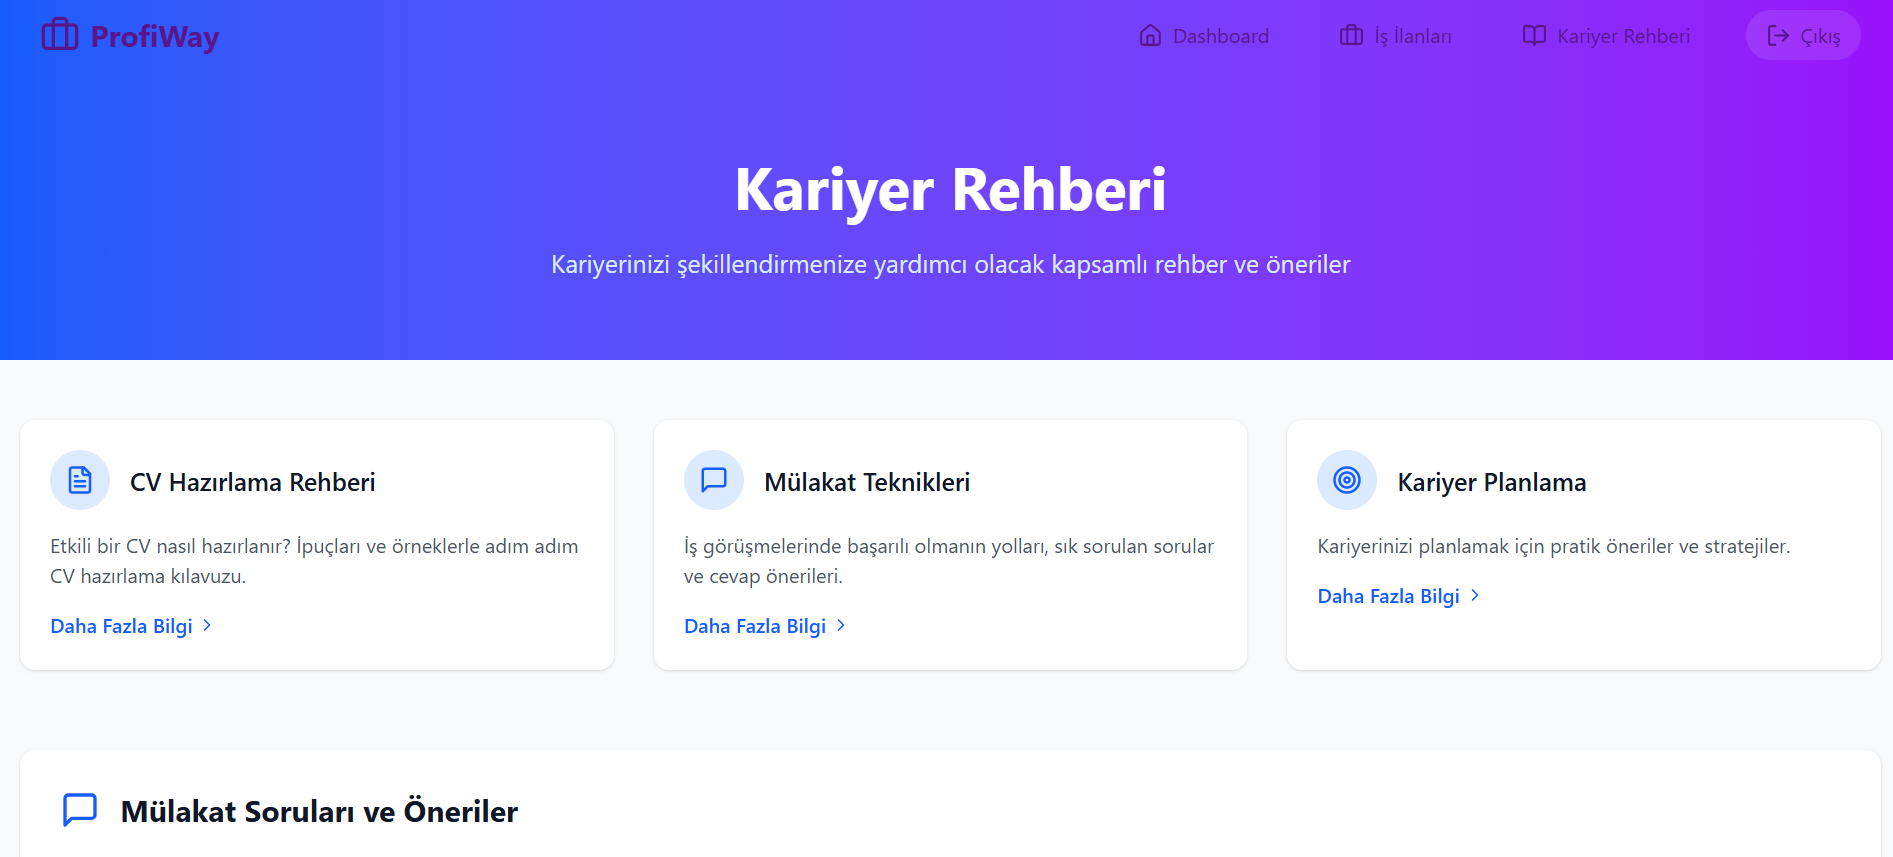 ProfiWay
Dashboard
İş İlanları
Kariyer Rehberi
Çıkış
Kariyer Rehberi
Kariyerinizi şekillendirmenize yardımcı olacak kapsamlı rehber ve öneriler
CV Hazırlama Rehberi
Etkili bir CV nasıl hazırlanır? İpuçları ve örneklerle adım adım
CV hazırlama kılavuzu.
Daha Fazla Bilgi
Mülakat Teknikleri
İş görüşmelerinde başarılı olmanın yolları, sık sorulan sorular
ve cevap önerileri.
Daha Fazla Bilgi
Kariyer Planlama
Kariyerinizi planlamak için pratik öneriler ve stratejiler.
Daha Fazla Bilgi
Mülakat Soruları ve Öneriler